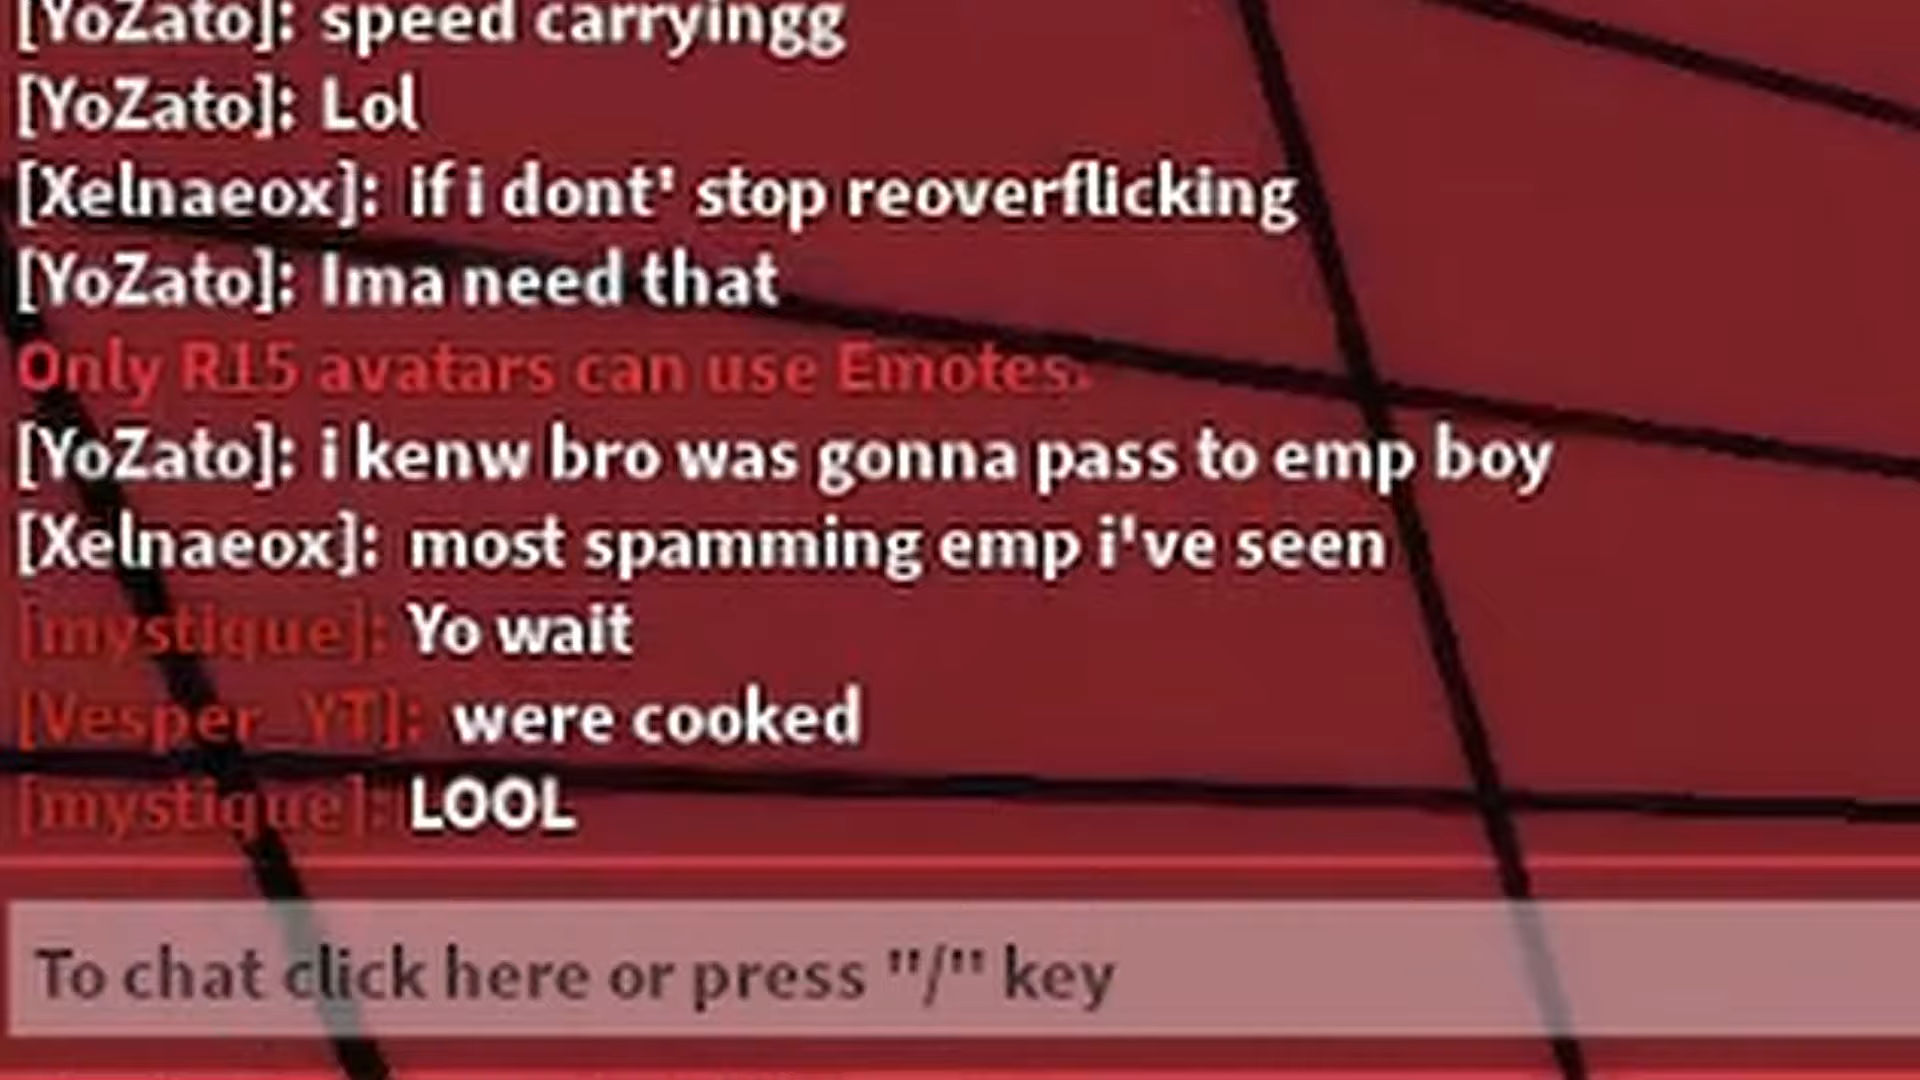 [YoZato]: speed carryingg
[YoZato]: Lol
[Xelnaeox]: if i dont' stop reoverflicking
[YoZato]: Ima need that
Only R15 avatars can use Emotes.
[YoZato]: i kenw bro was gonna pass to emp boy
[Xelnaeox]: most spamming emp i've seen
[mystique]: Yo wait
[Vesper_YT]: were cooked
[mystique]: LOOL
To chat click here or press "/" key